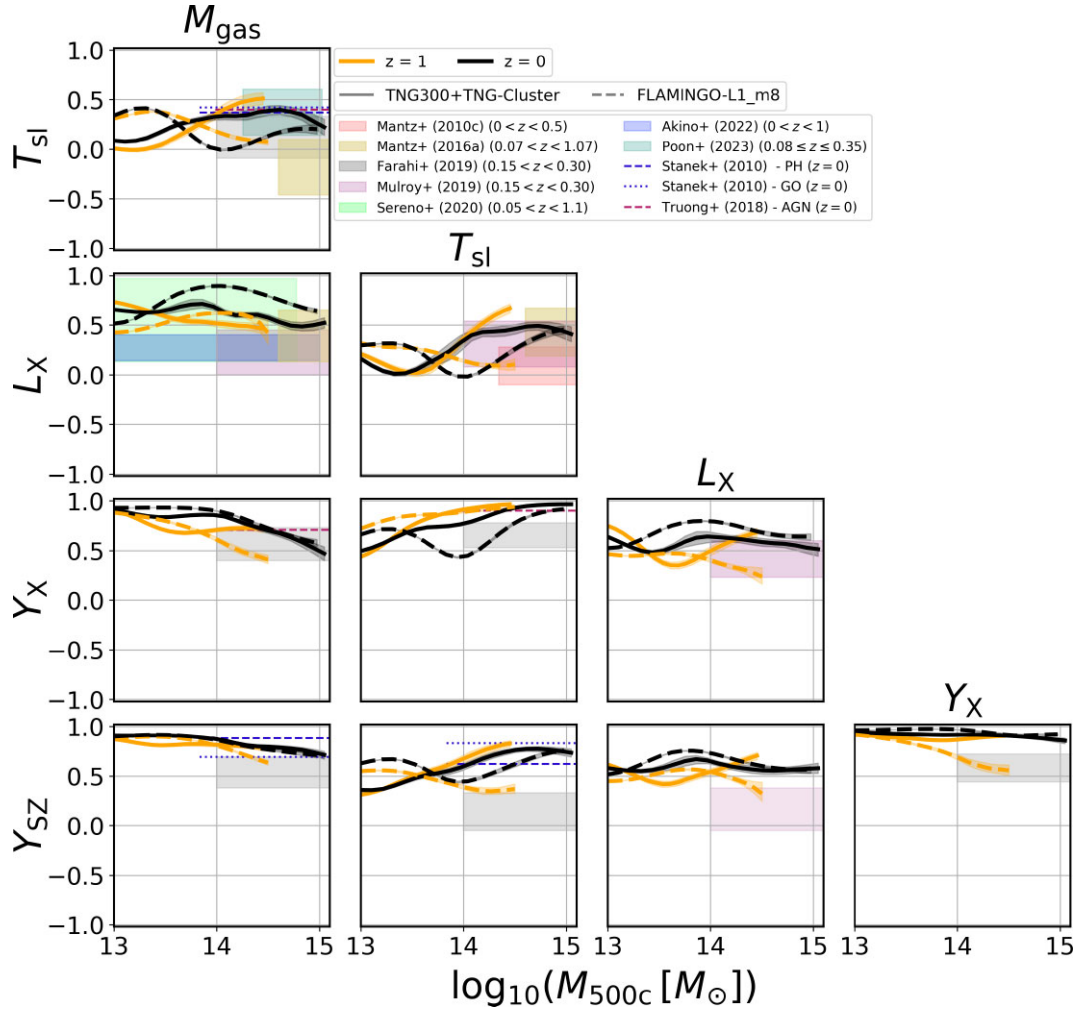 M_gas
1.0
0.5
0.0
−0.5
−1.0
T_sl
z = 1
z = 0
TNG300+TNG-Cluster
FLAMINGO-L1_m8
Mantz+ (2010c) (0 < z < 0.5)
Mantz+ (2016a) (0.07 < z < 1.07)
Farahi+ (2019) (0.15 < z < 0.30)
Mulroy+ (2019) (0.15 < z < 0.30)
Sereno+ (2020) (0.05 < z < 1.1)
Akino+ (2022) (0 < z < 1)
Poon+ (2023) (0.08 ≤ z ≤ 0.35)
Stanek+ (2010) - PH (z = 0)
Stanek+ (2010) - GO (z = 0)
Truong+ (2018) - AGN (z = 0)
T_sl
1.0
0.5
0.0
−0.5
−1.0
L_X
L_X
1.0
0.5
0.0
−0.5
−1.0
Y_X
Y_X
1.0
0.5
0.0
−0.5
−1.0
Y_SZ
13 14 15
13 14 15
13 14 15
13 14 15
log₁₀(M_500c [M_⊙])